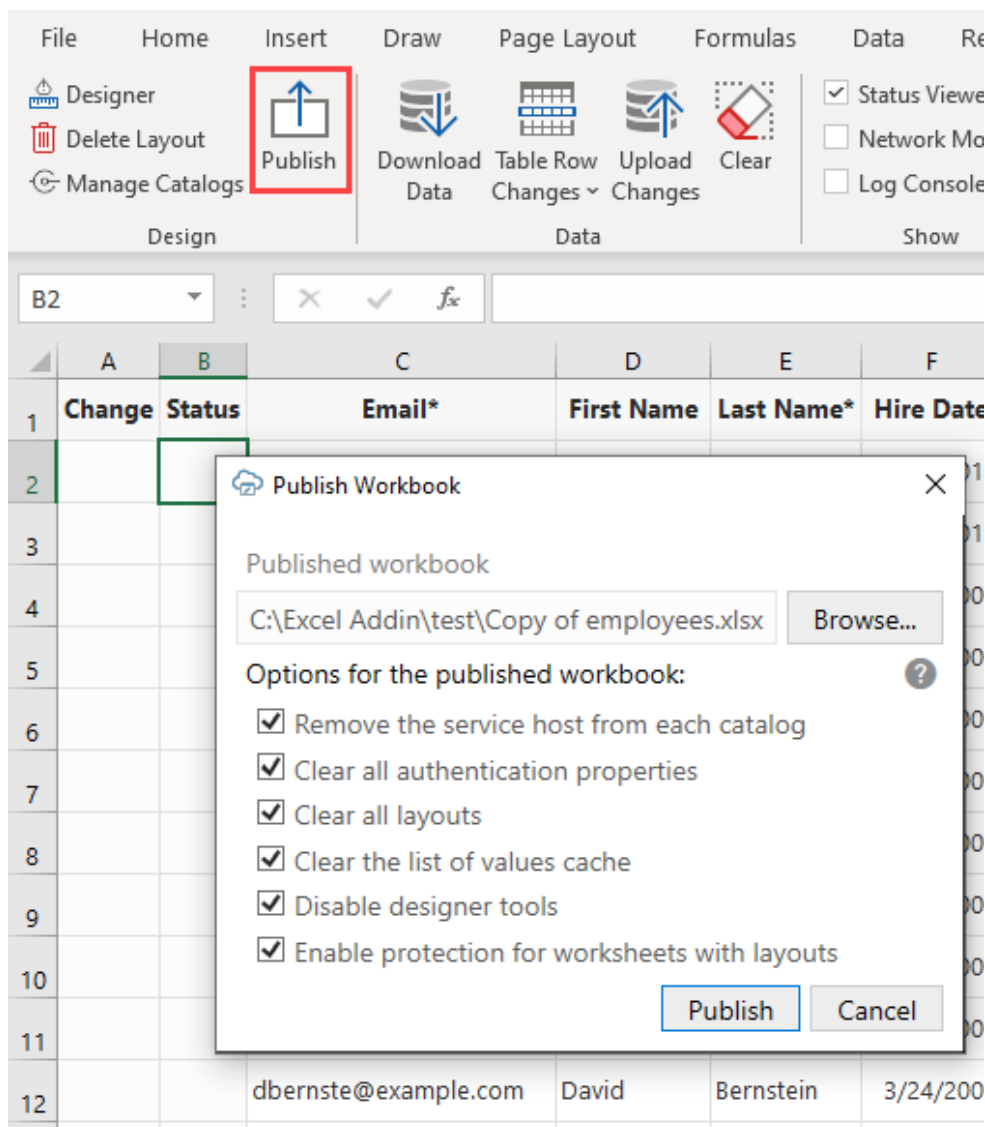 File Home Insert Draw Page Layout Formulas Data
Designer
Delete Layout
Manage Catalogs
Publish
Download Data
Table Row Changes
Upload Changes
Clear
Status Viewe
Network Mo
Log Console
Design Data Show
B2 fx
A B C D E F
1 Change Status Email* First Name Last Name* Hire Date
2
3
4
5
6
7
8
9
10
11
Publish Workbook
Published workbook
C:\Excel Addin\test\Copy of employees.xlsx Browse...
Options for the published workbook: ?
Remove the service host from each catalog
Clear all authentication properties
Clear all layouts
Clear the list of values cache
Disable designer tools
Enable protection for worksheets with layouts
Publish Cancel
12 dbernste@example.com David Bernstein 3/24/200